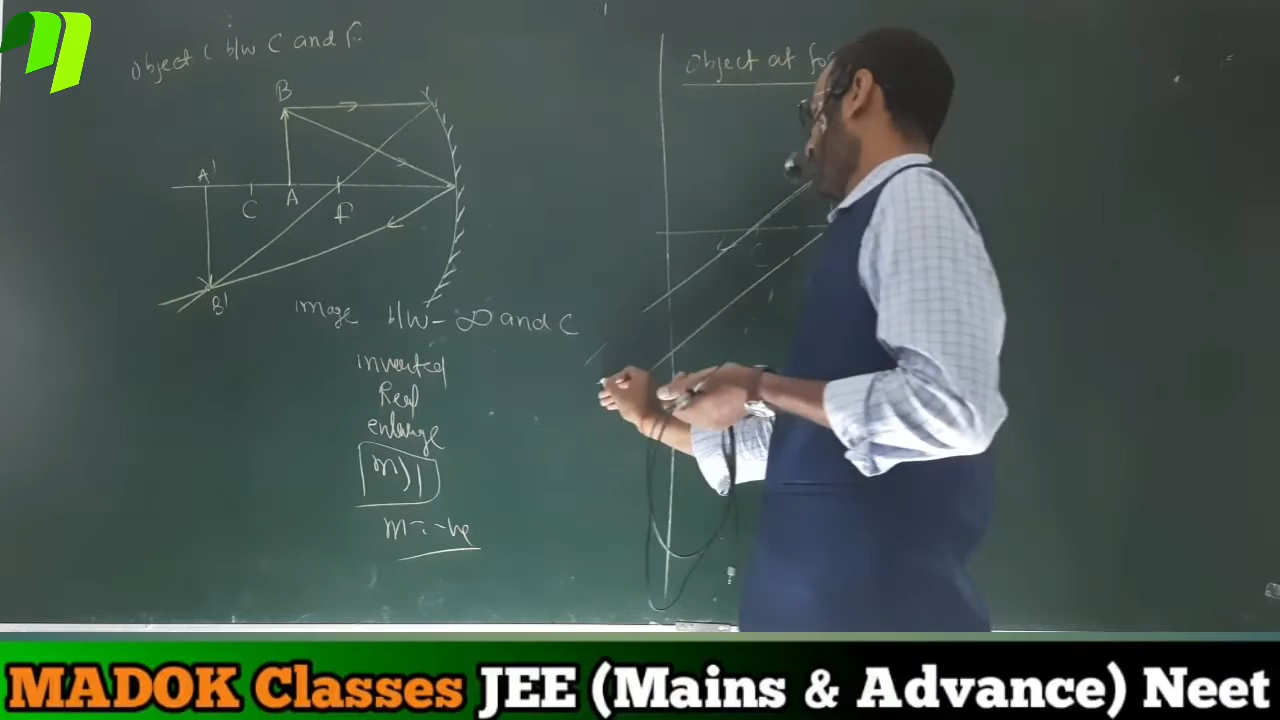 Object b/w C and F
B
A'
C
A
F
B'
image b/w - ∞ and C
inverted
Real
enlarge
m>1
m = -ve
Object at fo
C
MADOK Classes JEE (Mains & Advance) Neet